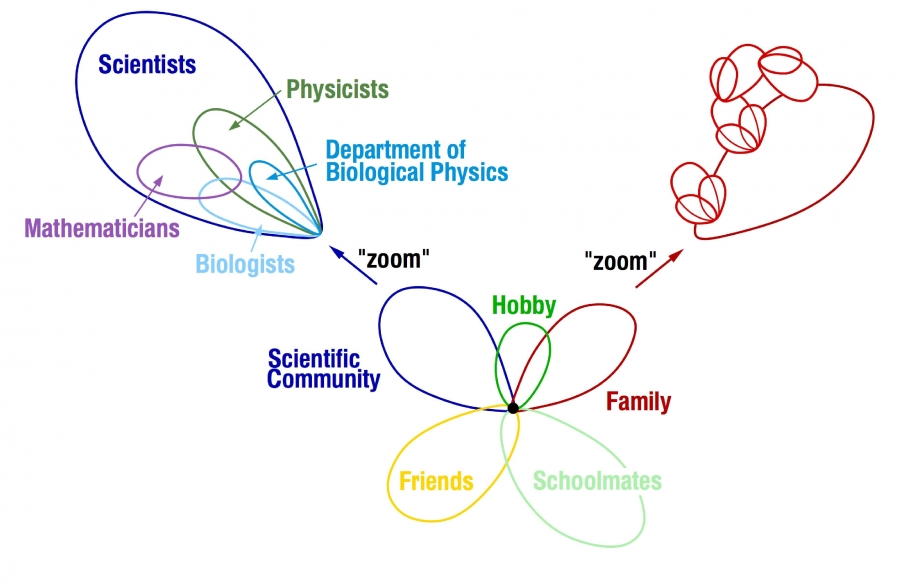 Scientists
Physicists
Department of
Biological Physics
Mathematicians
Biologists
"zoom"
"zoom"
Hobby
Scientific
Community
Family
Friends
Schoolmates